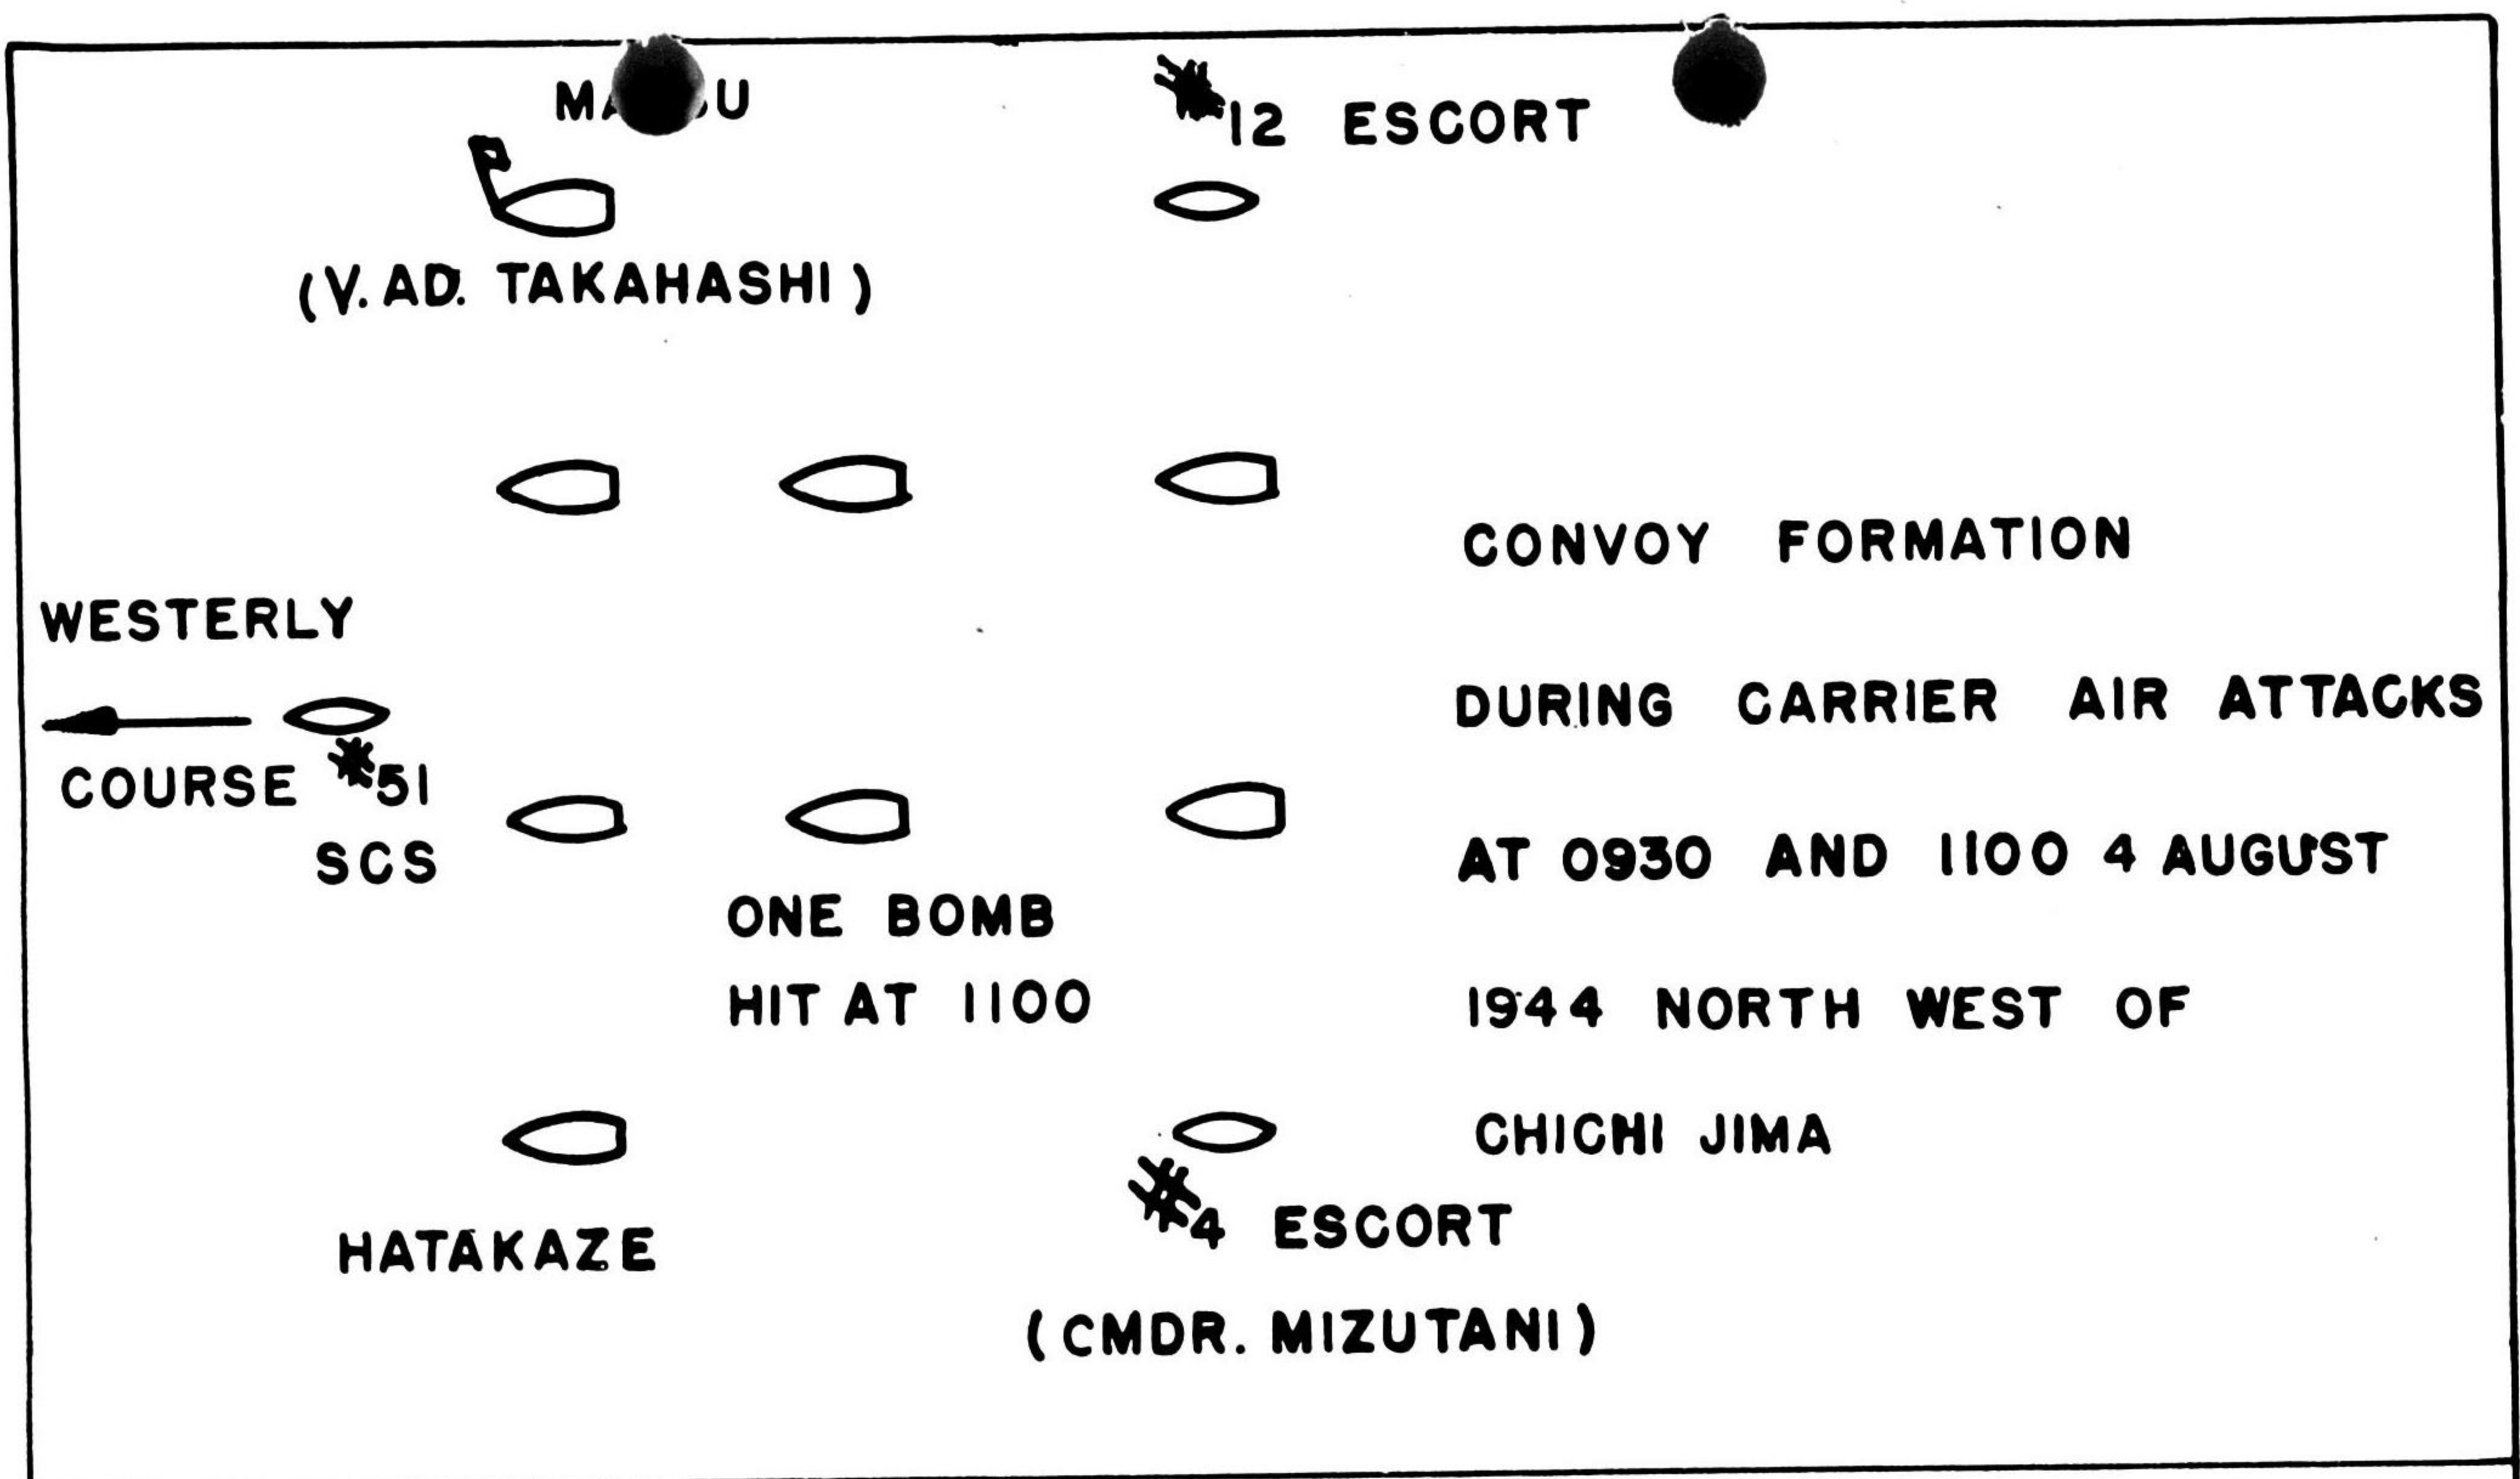 #12 ESCORT
(V. AD. TAKAHASHI)
WESTERLY
COURSE
#51
SCS
ONE BOMB
HIT AT 1100
HATAKAZE
#4 ESCORT
(CMDR. MIZUTANI)
CONVOY FORMATION
DURING CARRIER AIR ATTACKS
AT 0930 AND 1100 4 AUGUST
1944 NORTH WEST OF
CHICHI JIMA